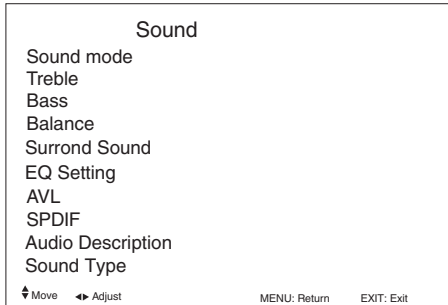 Sound
Sound mode
Treble
Bass
Balance
Surrond Sound
EQ Setting
AVL
SPDIF
Audio Description
Sound Type
Move Adjust MENU: Return EXIT: Exit